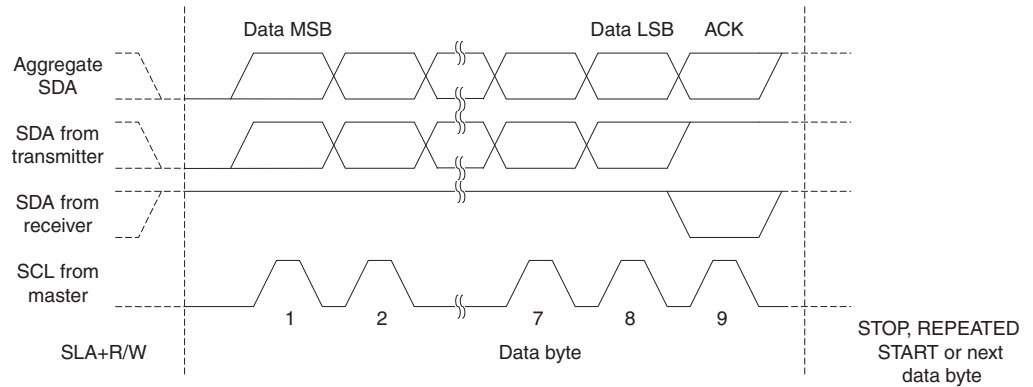 Data MSB
Data LSB
ACK
Aggregate
SDA
SDA from
transmitter
SDA from
receiver
SCL from
master
1
2
7
8
9
SLA+R/W
Data byte
STOP, REPEATED
START or next
data byte